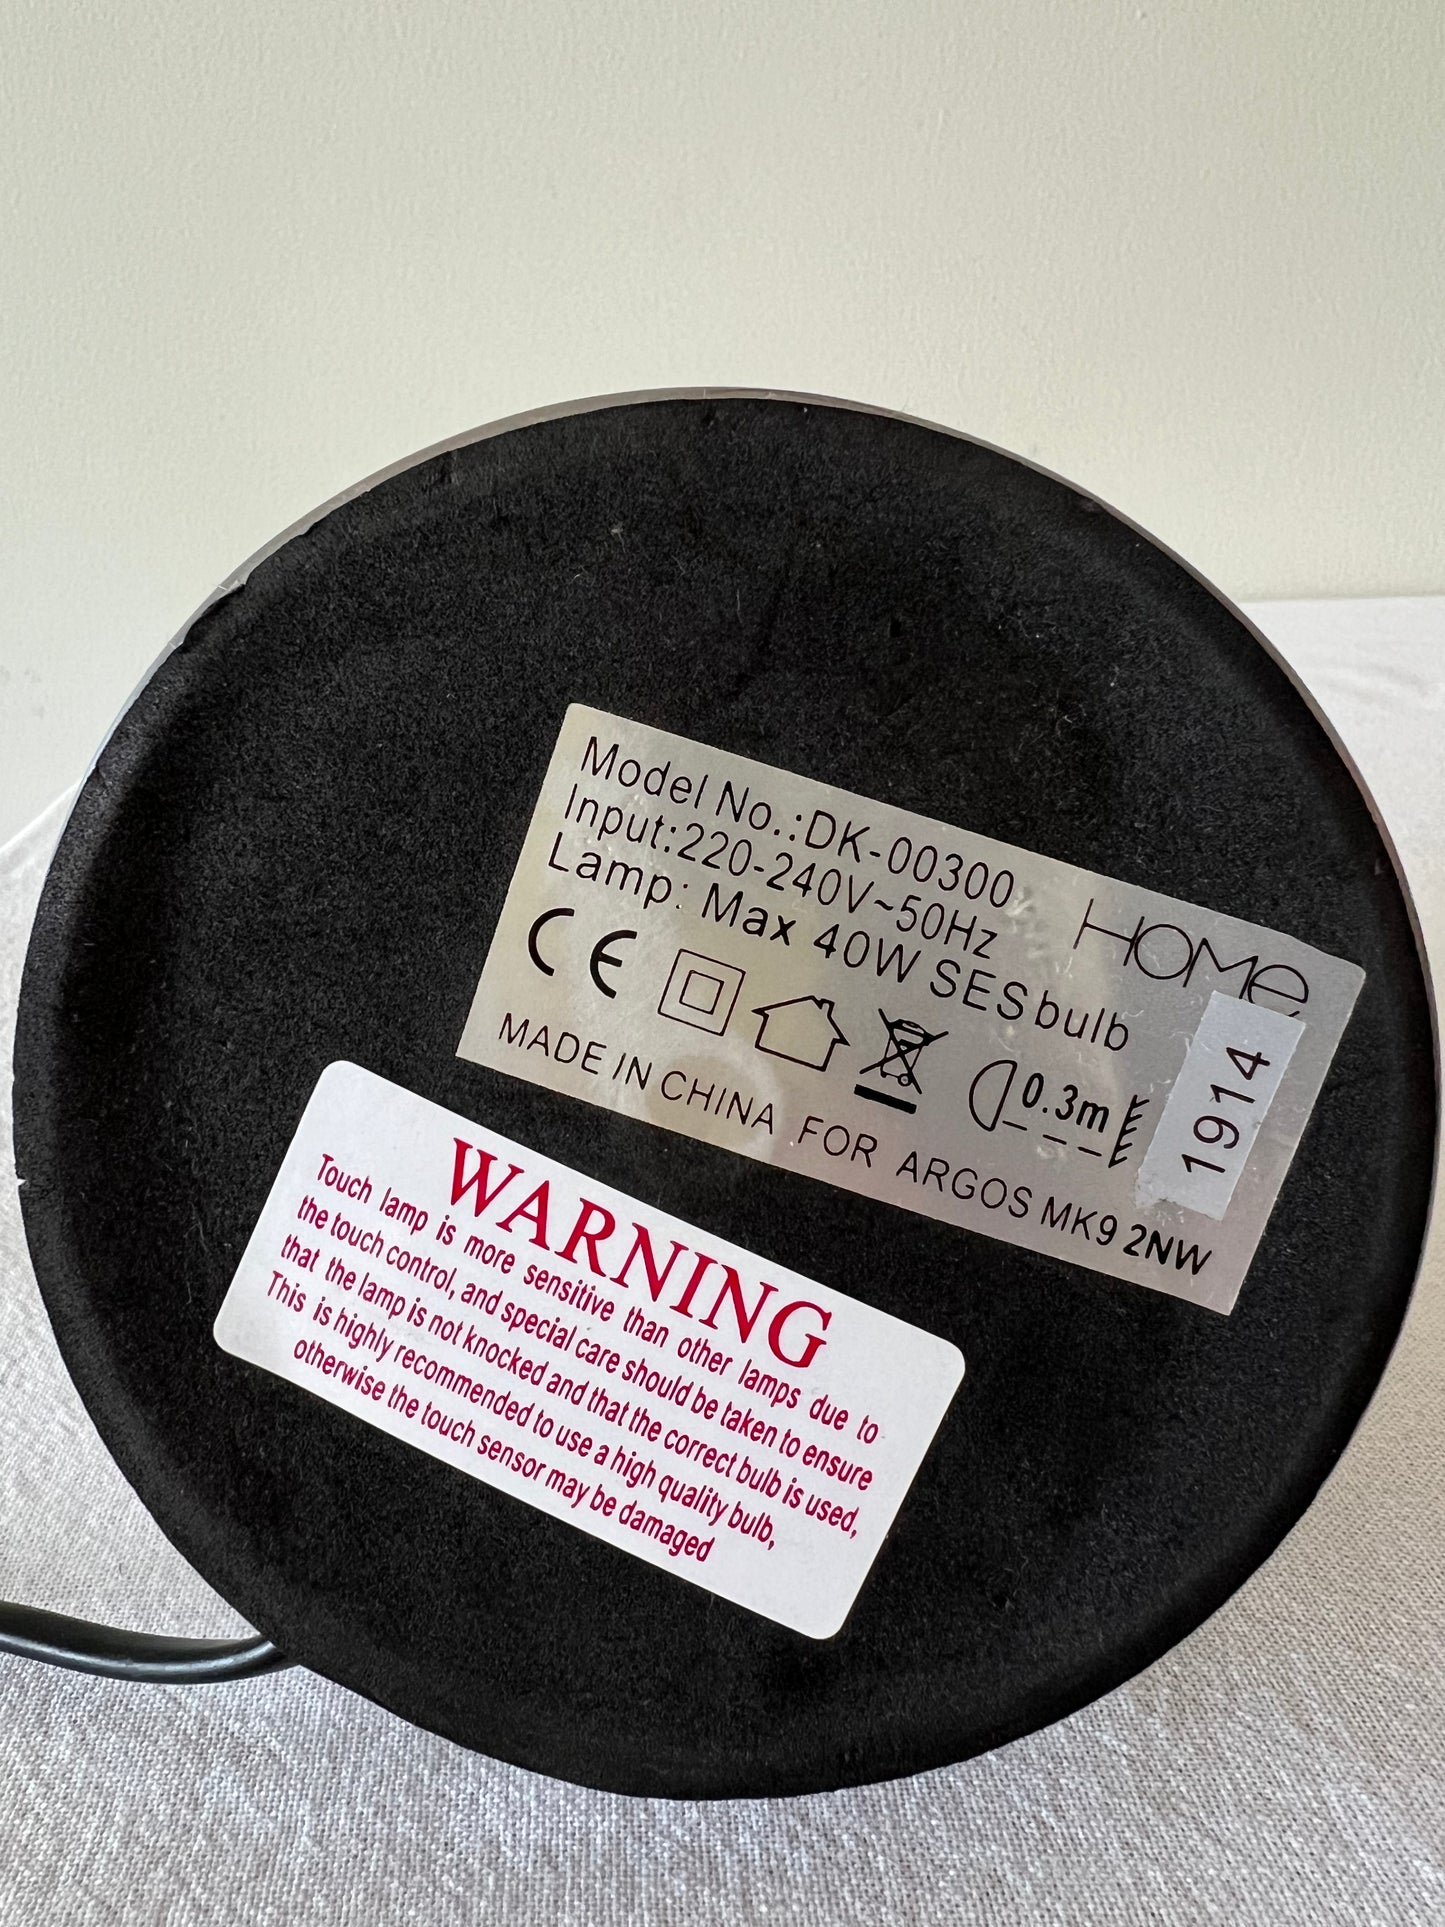 Model No.:DK-00300
Input:220-240V~50Hz
Lamp: Max 40W SES bulb
HOME
CE
0.3m
1914
MADE IN CHINA FOR ARGOS MK9 2NW
WARNING
Touch lamp is more sensitive than other lamps due to
the touch control, and special care should be taken to ensure
that the lamp is not knocked and that the correct bulb is used,
This is highly recommended to use a high quality bulb,
otherwise the touch sensor may be damaged